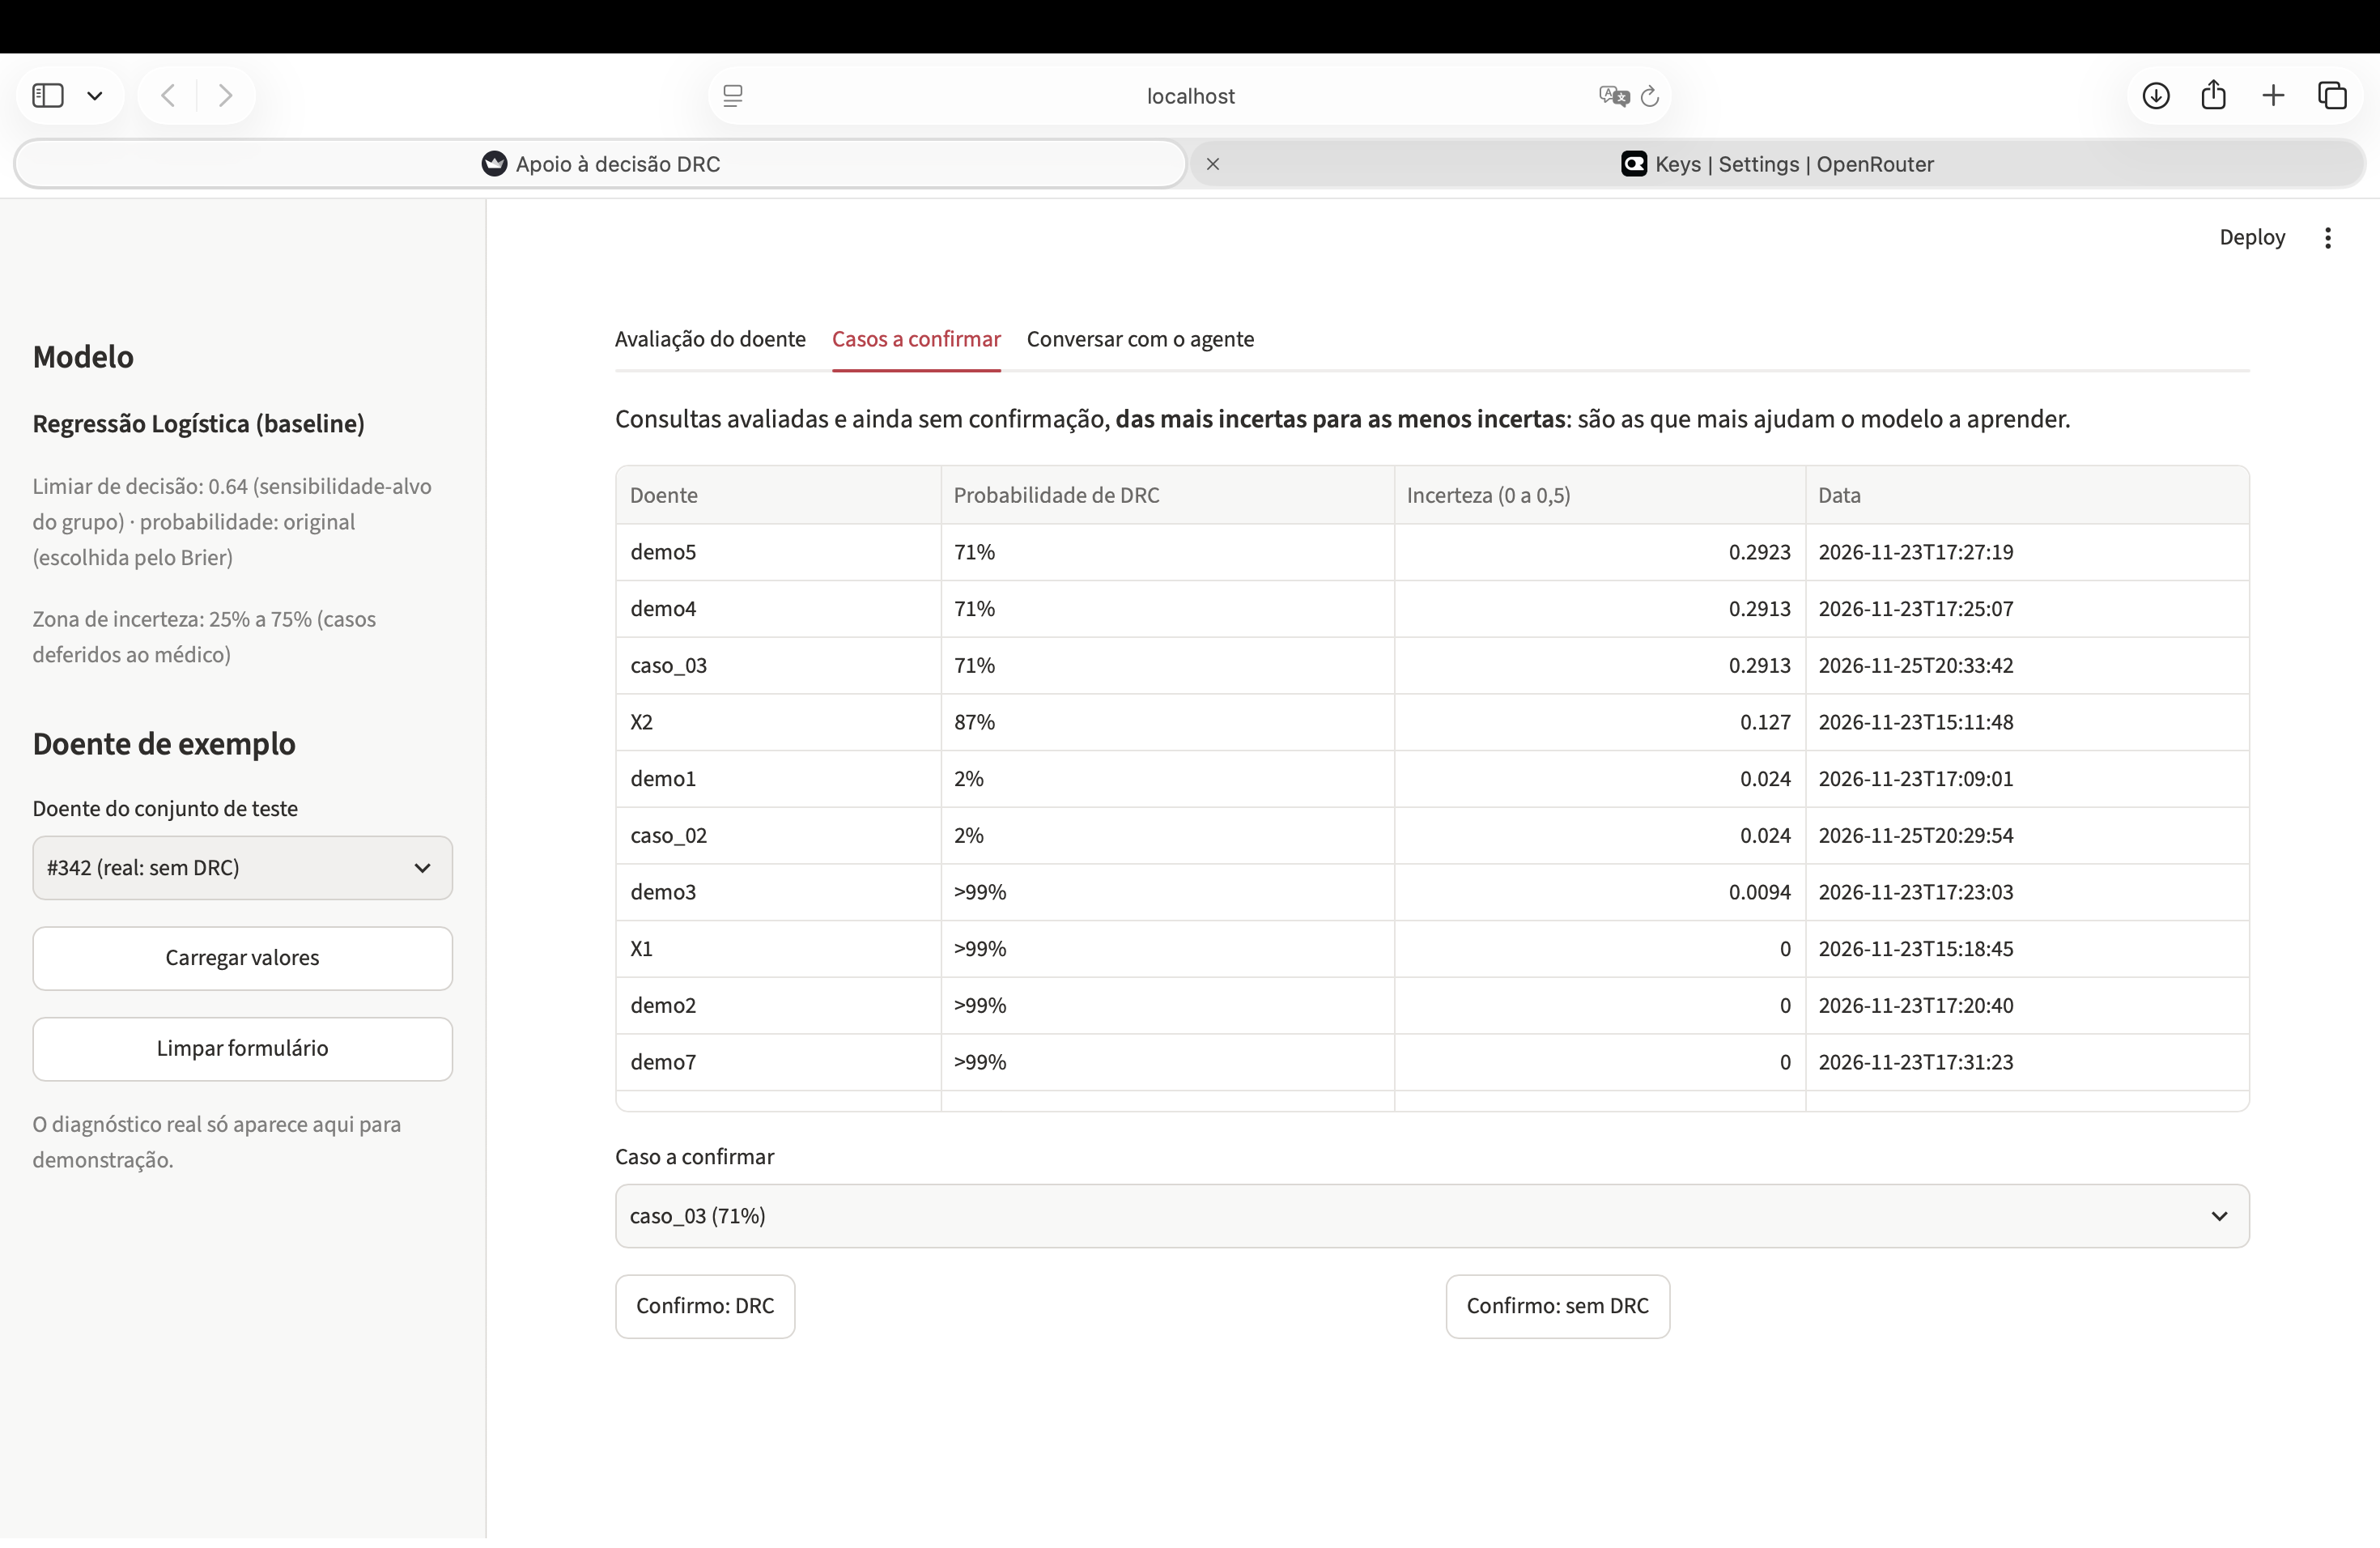 localhost
Apoio à decisão DRC
Keys | Settings | OpenRouter
Deploy
Modelo
Regressão Logística (baseline)
Limiar de decisão: 0.64 (sensibilidade-alvo
do grupo) · probabilidade: original
(escolhida pelo Brier)
Zona de incerteza: 25% a 75% (casos
deferidos ao médico)
Doente de exemplo
Doente do conjunto de teste
#342 (real: sem DRC)
Carregar valores
Limpar formulário
O diagnóstico real só aparece aqui para
demonstração.
Avaliação do doente Casos a confirmar Conversar com o agente
Consultas avaliadas e ainda sem confirmação, das mais incertas para as menos incertas: são as que mais ajudam o modelo a aprender.
Doente Probabilidade de DRC Incerteza (0 a 0,5) Data
demo5 71% 0.2923 2026-11-23T17:27:19
demo4 71% 0.2913 2026-11-23T17:25:07
caso_03 71% 0.2913 2026-11-25T20:33:42
X2 87% 0.127 2026-11-23T15:11:48
demo1 2% 0.024 2026-11-23T17:09:01
caso_02 2% 0.024 2026-11-25T20:29:54
demo3 >99% 0.0094 2026-11-23T17:23:03
X1 >99% 0 2026-11-23T15:18:45
demo2 >99% 0 2026-11-23T17:20:40
demo7 >99% 0 2026-11-23T17:31:23
Caso a confirmar
caso_03 (71%)
Confirmo: DRC Confirmo: sem DRC